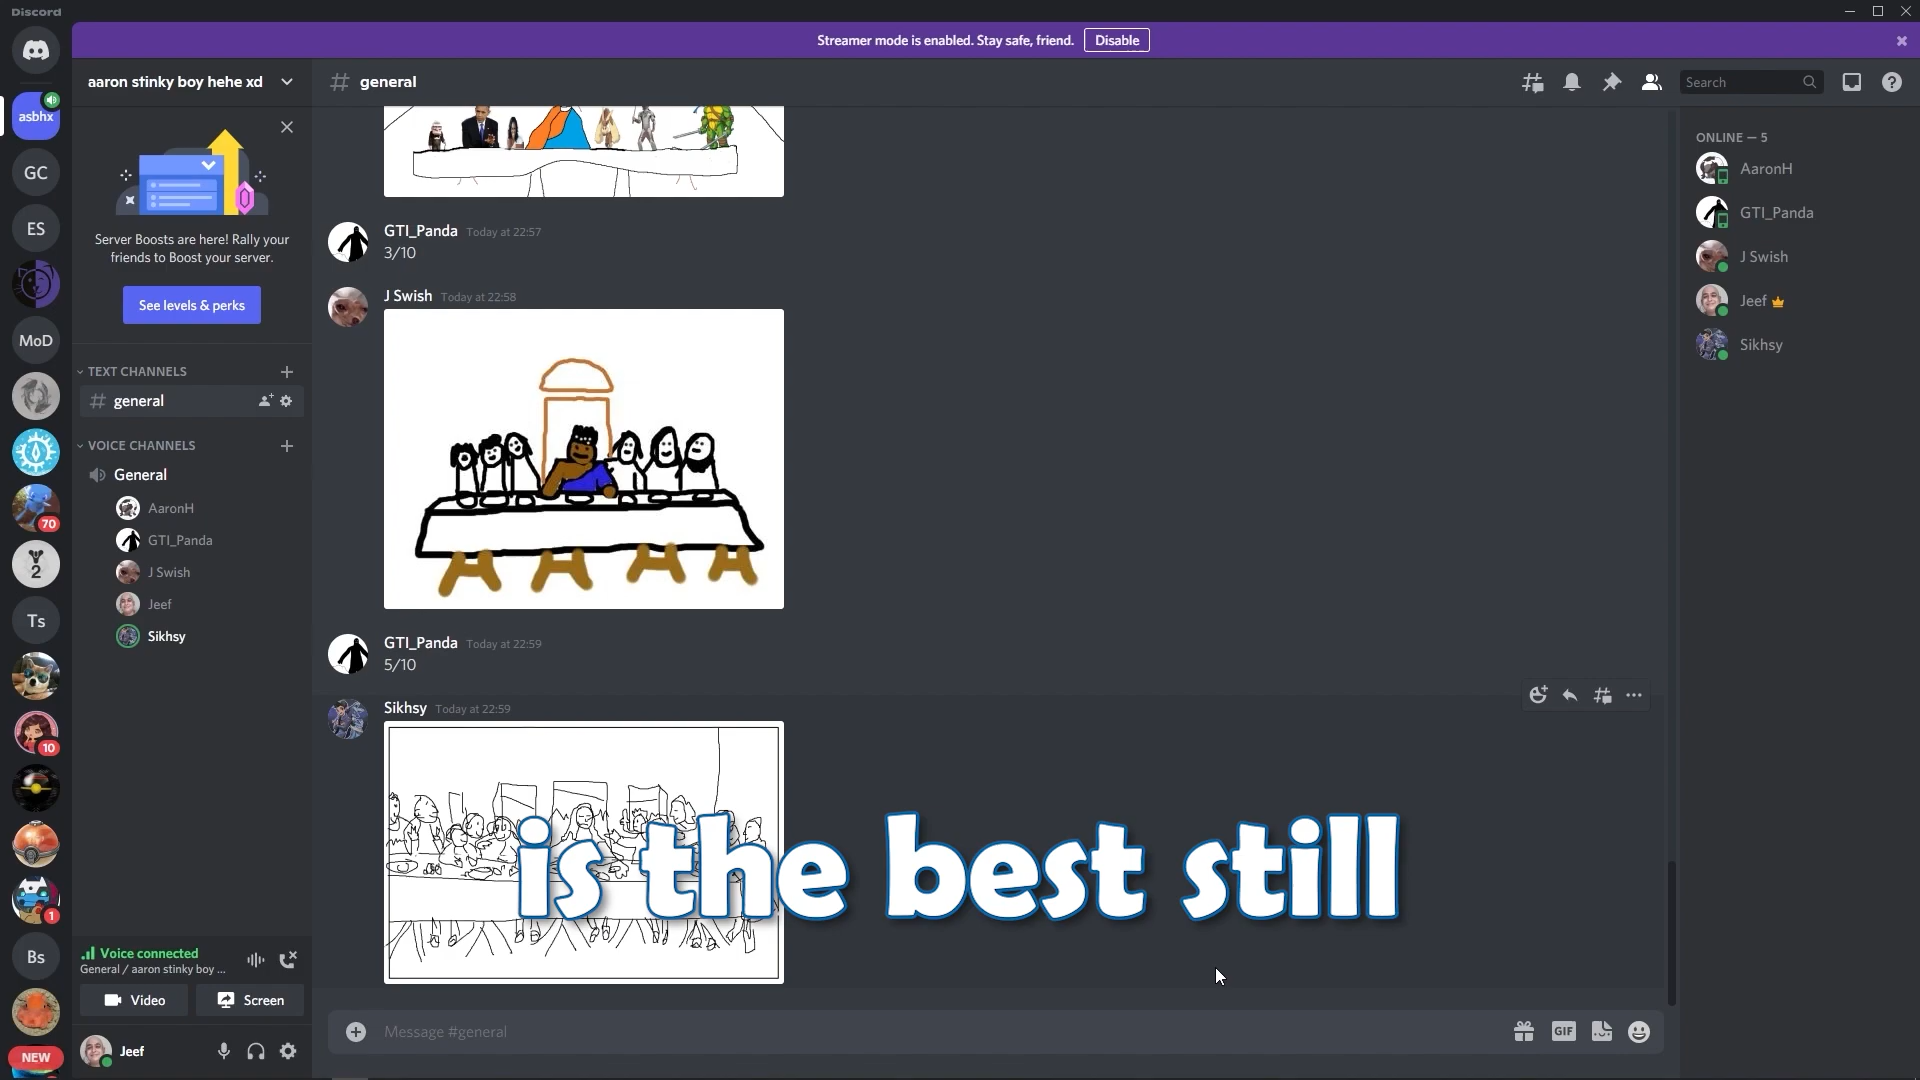 Discord
Streamer mode is enabled. Stay safe, friend.
Disable
asbhx
GC
ES
MoD
70
2
Ts
10
1
Bs
NEW
aaron stinky boy hehe xd
Server Boosts are here! Rally your
friends to Boost your server.
See levels & perks
TEXT CHANNELS
general
VOICE CHANNELS
General
AaronH
GTI_Panda
J Swish
Jeef
Sikhsy
Voice connected
General / aaron stinky boy ...
Video
Screen
Jeef
general
Search
GTI_Panda Today at 22:57
3/10
J Swish Today at 22:58
GTI_Panda Today at 22:59
5/10
Sikhsy Today at 22:59
is the best still
Message #general
GIF
ONLINE — 5
AaronH
GTI_Panda
J Swish
Jeef
Sikhsy